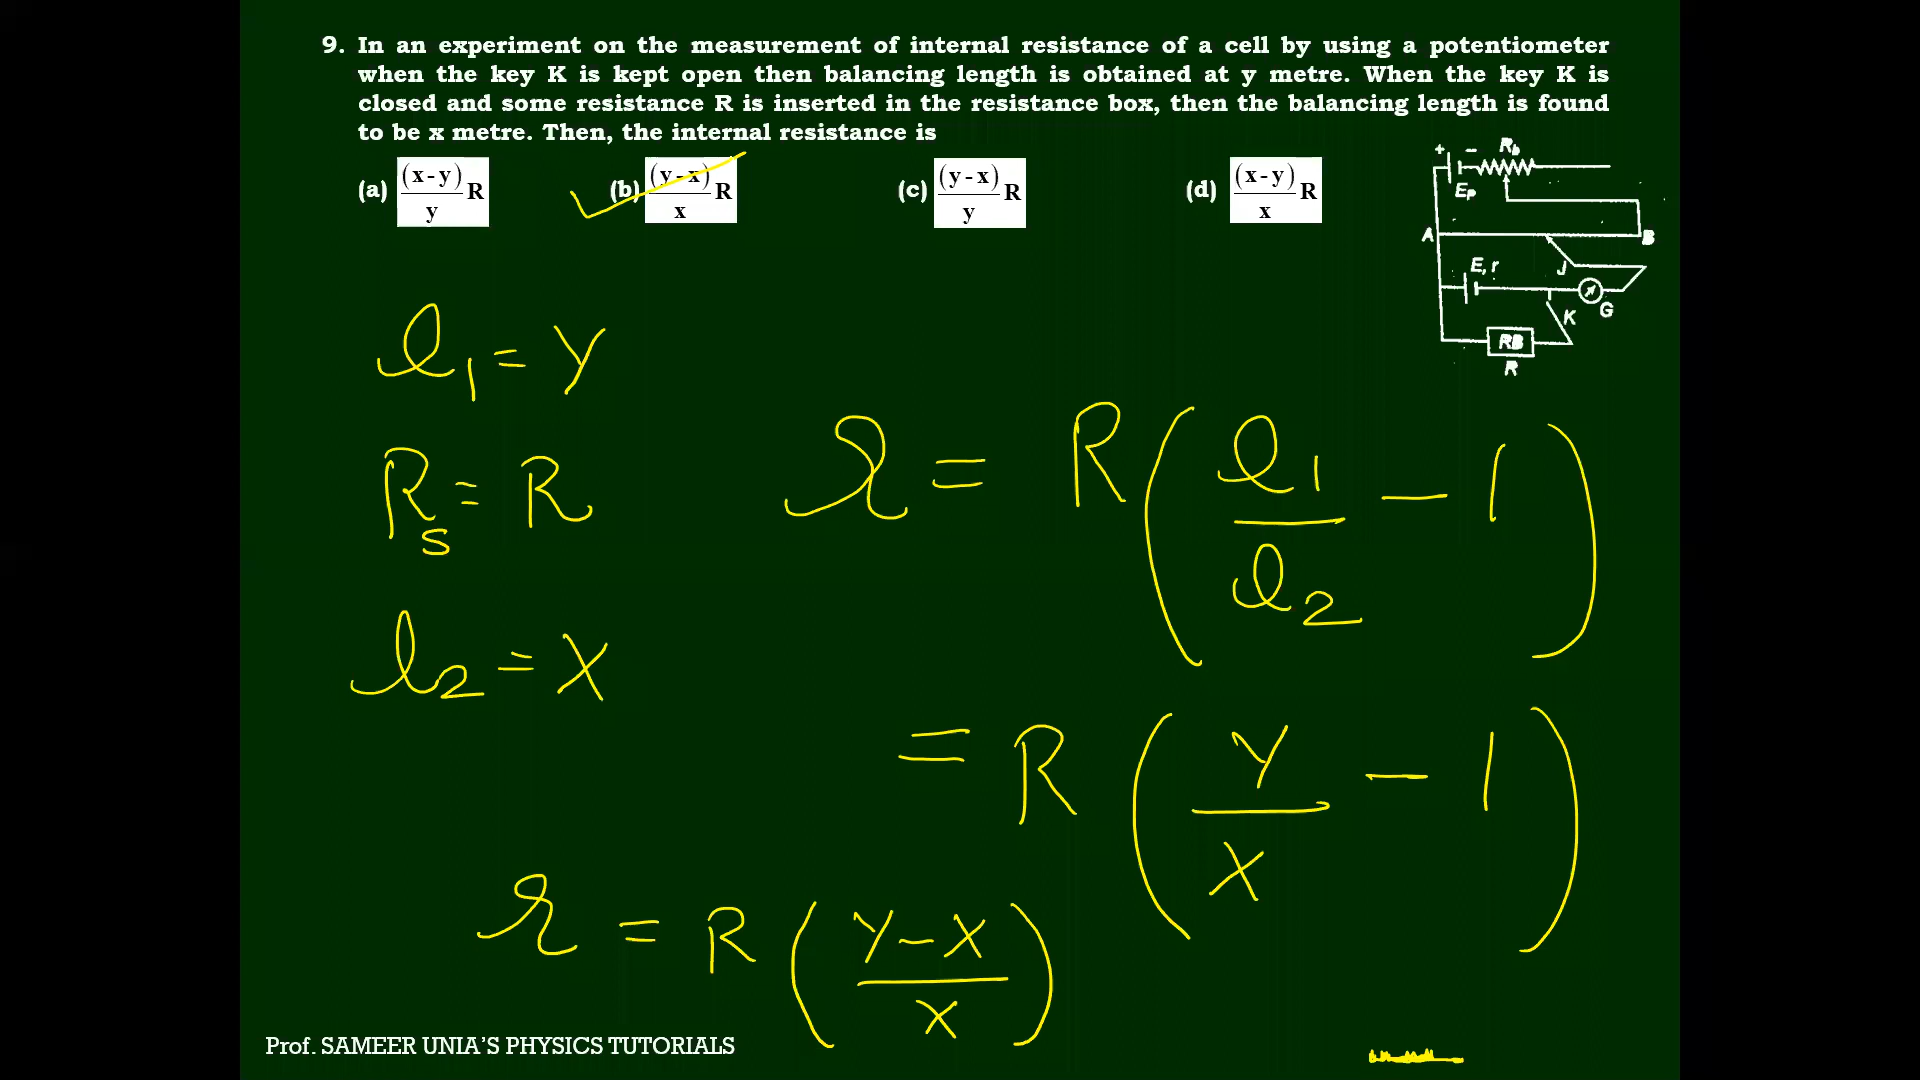 9. In an experiment on the measurement of internal resistance of a cell by using a potentiometer
when the key K is kept open then balancing length is obtained at y metre. When the key K is
closed and some resistance R is inserted in the resistance box, then the balancing length is found
to be x metre. Then, the internal resistance is
(a) (x-y)/y R (b) (y-x)/x R (c) (y-x)/y R (d) (x-y)/x R
+ - R_b
E_p
A B
E, r J
K G
RB
R
l₁ = y
R_s = R
r = R (l₁/l₂ - 1)
l₂ = x
= R (y/x - 1)
r = R (y-x/x)
Prof. SAMEER UNIA'S PHYSICS TUTORIALS